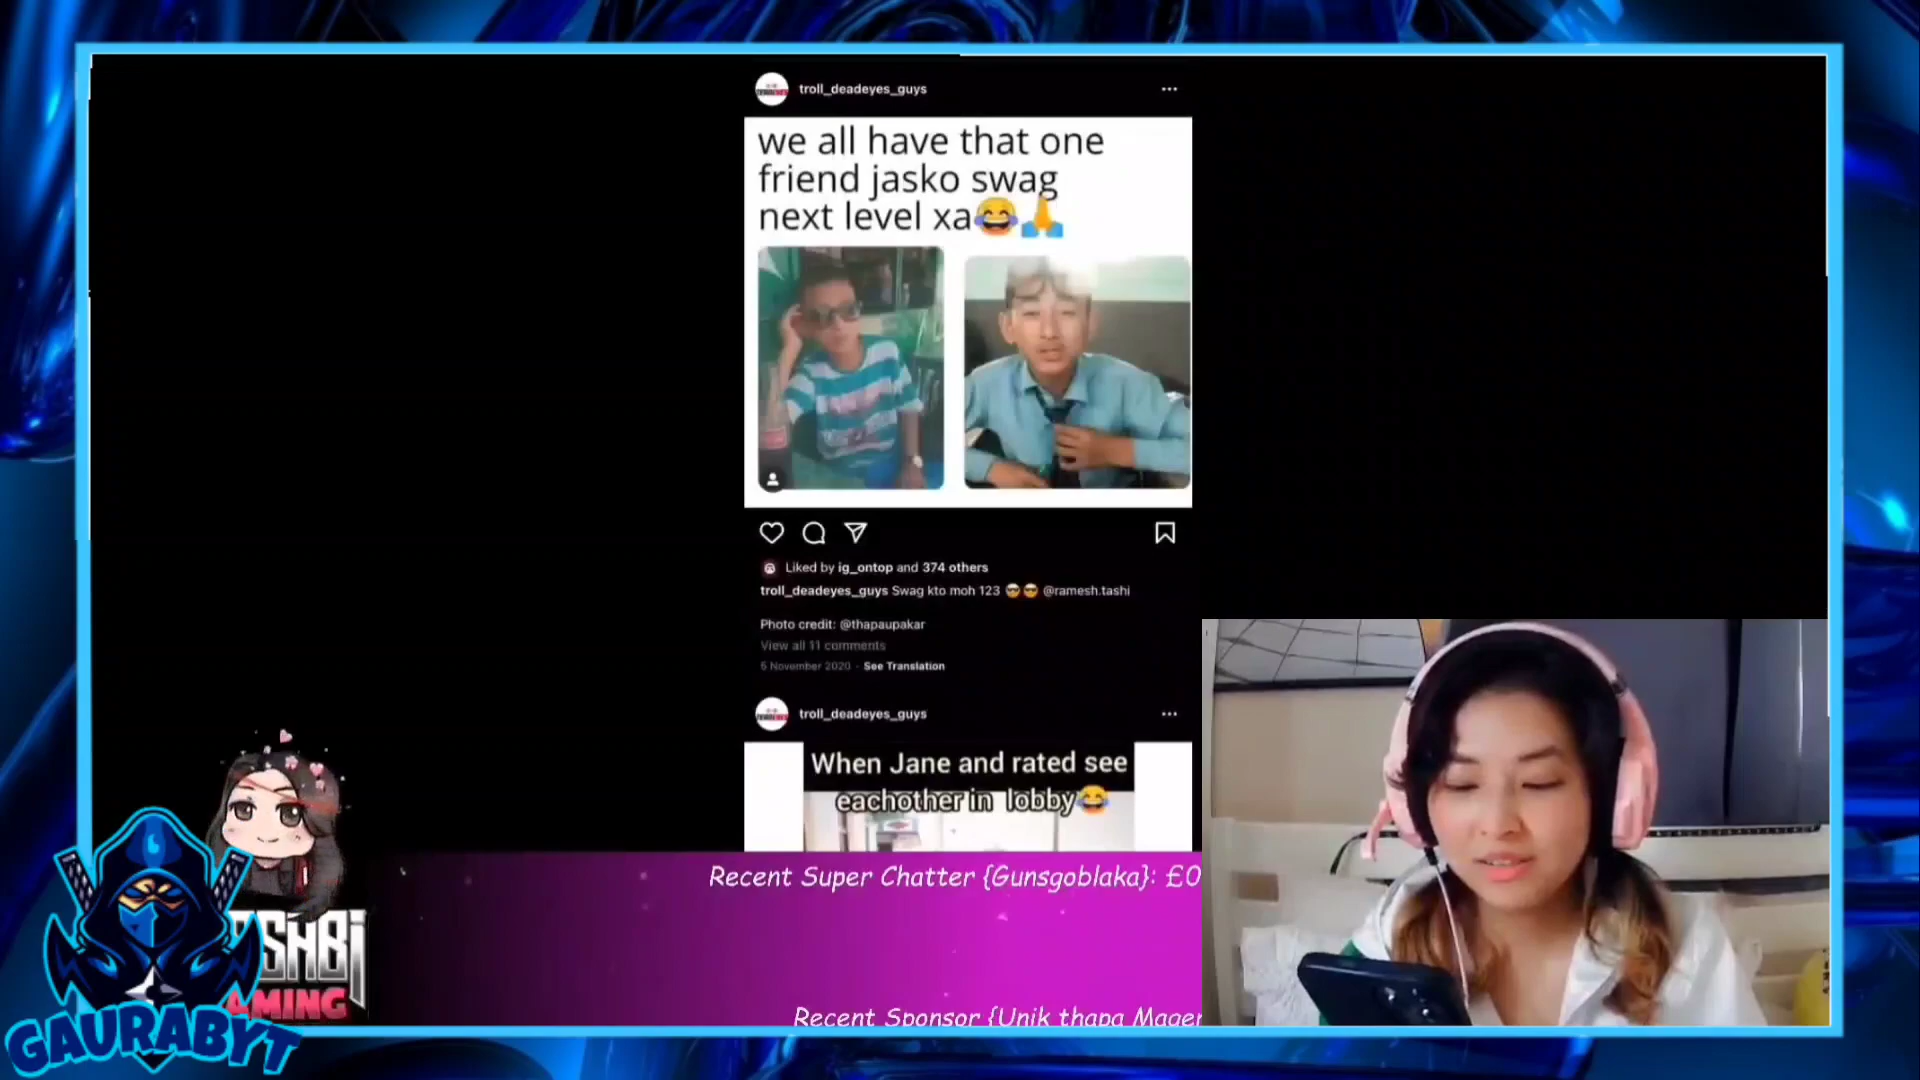 troll_deadeyes_guys
we all have that one
friend jasko swag
next level xa😂🙏
Liked by ig_ontop and 374 others
troll_deadeyes_guys Swag kto moh 123 😎😎 @ramesh.tashi
Photo credit: @thapaupakar
View all 11 comments
5 November 2020 · See Translation
troll_deadeyes_guys
When Jane and rated see
eachother in lobby😂
Recent Super Chatter {Gunsgoblaka}: £0
Recent Sponsor {Unik thapa Mager
GAURABYT